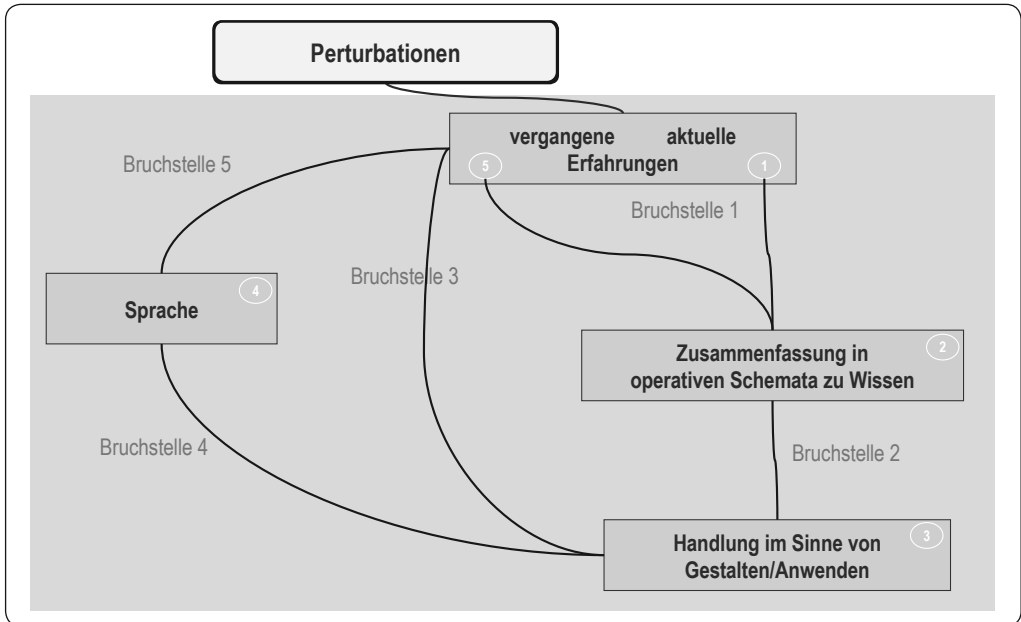 Perturbationen
vergangene aktuelle
Erfahrungen
5
1
Bruchstelle 5
Bruchstelle 1
Bruchstelle 3
4
Sprache
2
Zusammenfassung in
operativen Schemata zu Wissen
Bruchstelle 4
Bruchstelle 2
3
Handlung im Sinne von
Gestalten/Anwenden